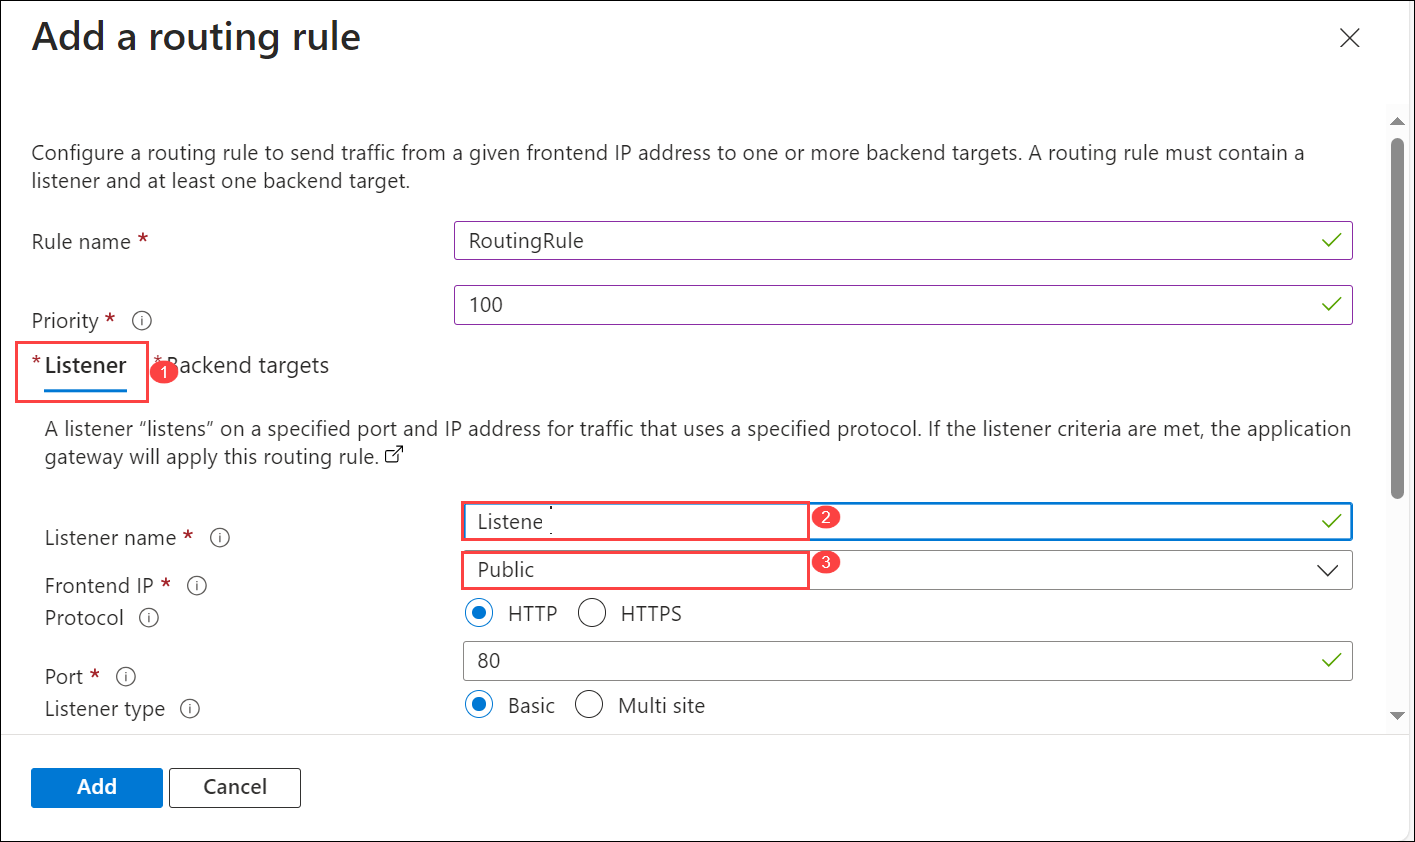 Add a routing rule
Configure a routing rule to send traffic from a given frontend IP address to one or more backend targets. A routing rule must contain a
listener and at least one backend target.
Rule name *
RoutingRule
Priority *
100
* Listener
1
* Backend targets
A listener “listens” on a specified port and IP address for traffic that uses a specified protocol. If the listener criteria are met, the application
gateway will apply this routing rule.
Listener name *
Listene
2
Frontend IP *
Public
3
Protocol
HTTP
HTTPS
Port *
80
Listener type
Basic
Multi site
Add
Cancel